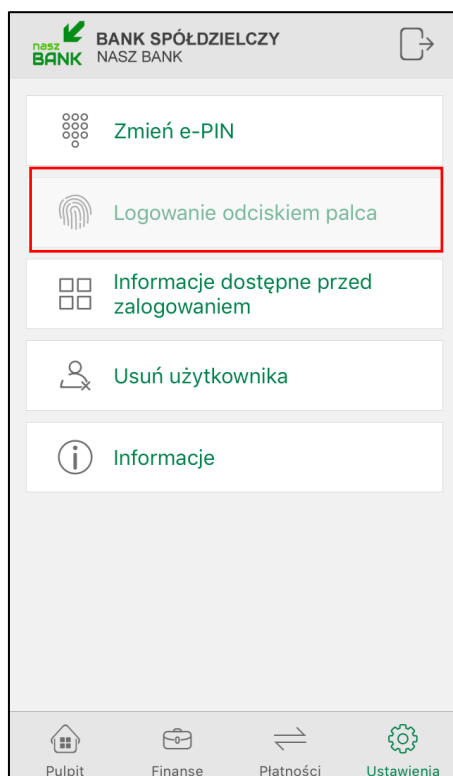 nasz
BANK
BANK SPÓŁDZIELCZY
NASZ BANK
Zmień e-PIN
Logowanie odciskiem palca
Informacje dostępne przed
zalogowaniem
Usuń użytkownika
Informacje
Pulpit
Finanse
Płatności
Ustawienia